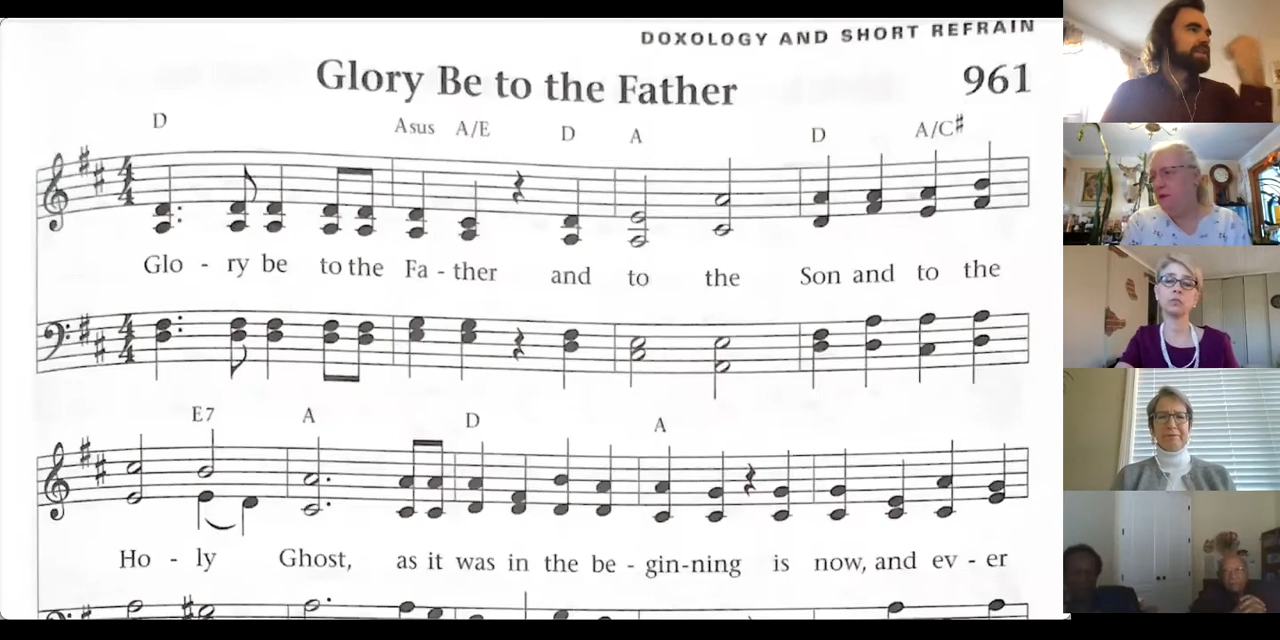 DOXOLOGY AND SHORT REFRAIN
Glory Be to the Father 961
D Asus A/E D A D A/C♯
Glo - ry be to the Fa - ther and to the Son and to the
E7 A D A
Ho - ly Ghost, as it was in the be - gin-ning is now, and ev - er